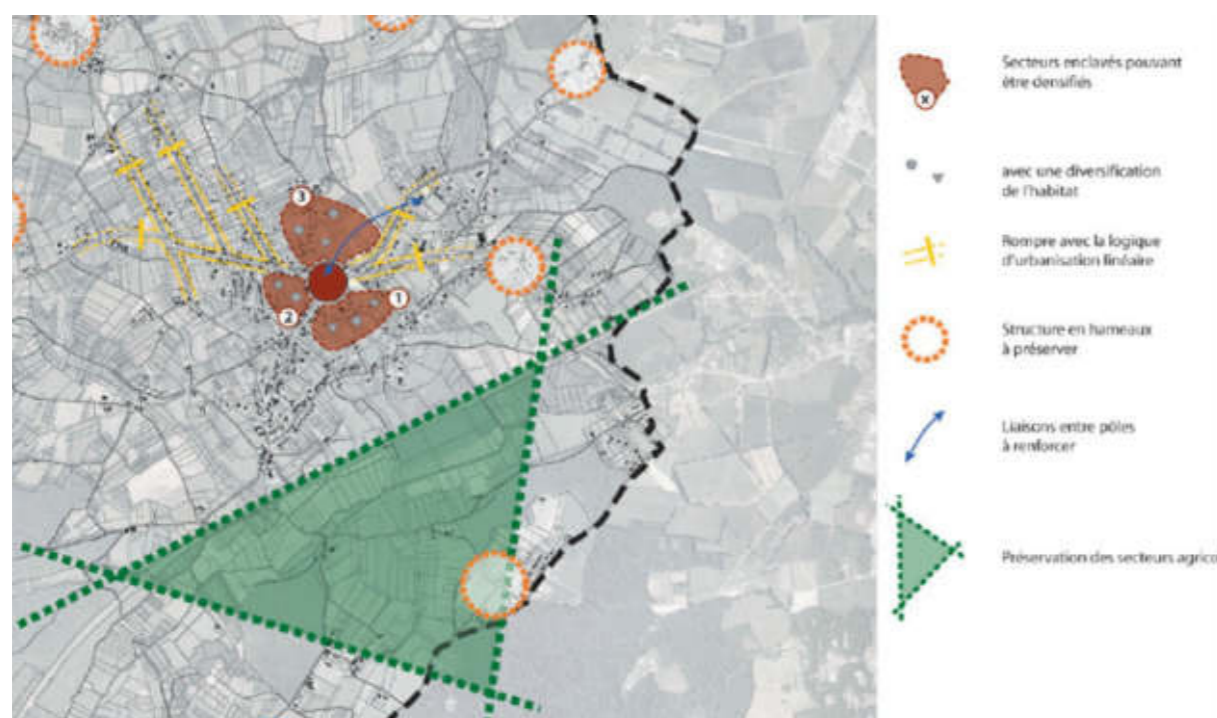 3
1
2
x
Secteurs enclavés pouvant
être densifiés
avec une diversification
de l'habitat
Rompre avec la logique
d'urbanisation linéaire
Structure en hameaux
à préserver
Liaisons entre pôles
à renforcer
Préservation des secteurs agrico